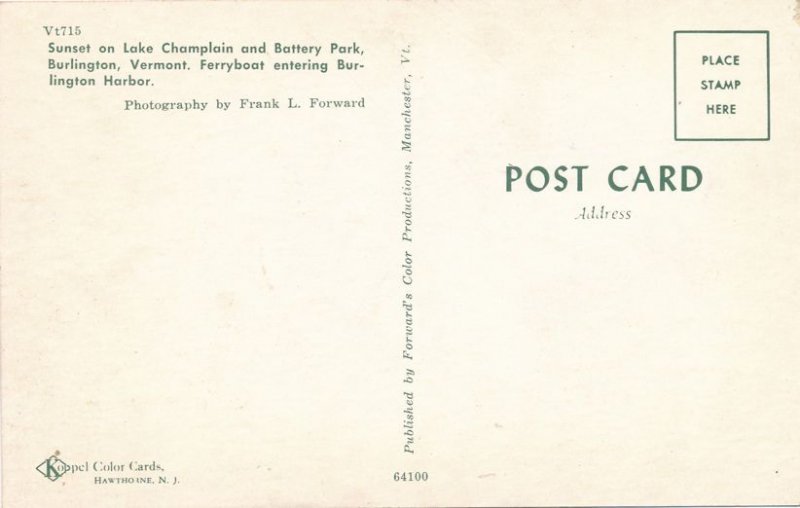 Vt715
Sunset on Lake Champlain and Battery Park,
Burlington, Vermont. Ferryboat entering Bur-
lington Harbor.
Photography by Frank L. Forward
Published by Forward's Color Productions, Manchester, Vt.
PLACE
STAMP
HERE
POST CARD
Address
Koppel Color Cards,
HAWTHORNE, N. J.
64100